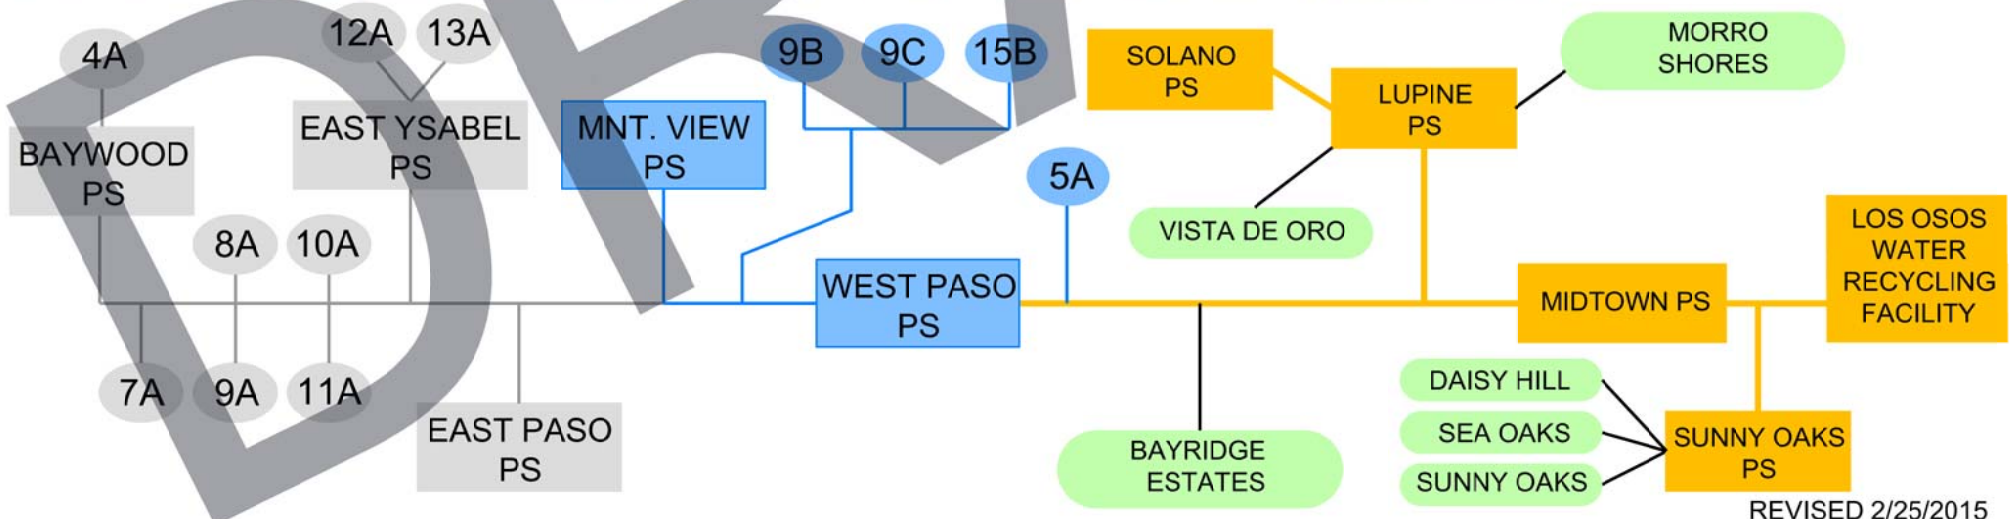 4A
12A
13A
9B
9C
15B
SOLANO
PS
MORRO
SHORES
LUPINE
PS
BAYWOOD
PS
EAST YSABEL
PS
MNT. VIEW
PS
5A
VISTA DE ORO
8A
10A
LOS OSOS
WATER
RECYCLING
FACILITY
WEST PASO
PS
MIDTOWN PS
7A
9A
11A
EAST PASO
PS
BAYRIDGE
ESTATES
DAISY HILL
SEA OAKS
SUNNY OAKS
SUNNY OAKS
PS
REVISED 2/25/2015